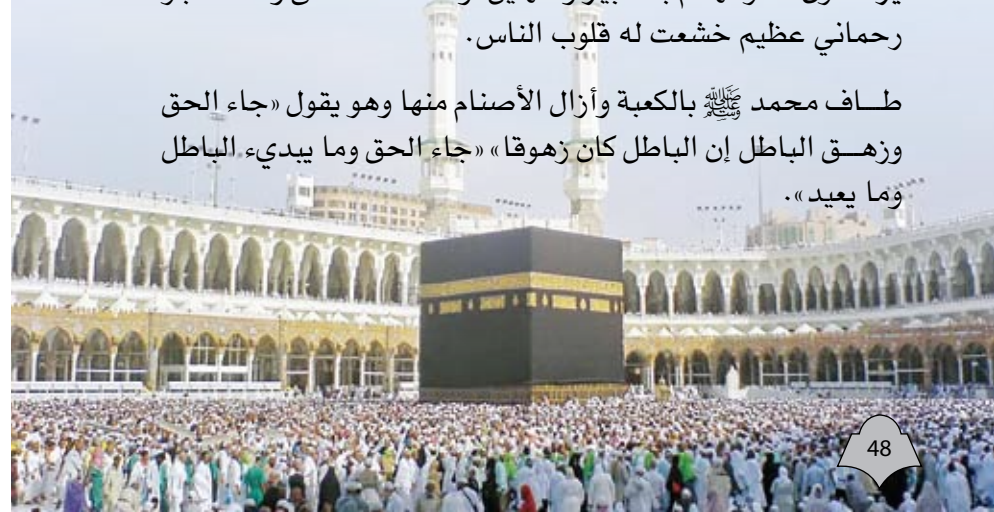 رحماني عظيم خشعت له قلوب الناس.
طاف محمد ﷺ بالكعبة وأزال الأصنام منها وهو يقول «جاء الحق
وزهق الباطل إن الباطل كان زهوقا» «جاء الحق وما يبديء الباطل
وما يعيد».
48